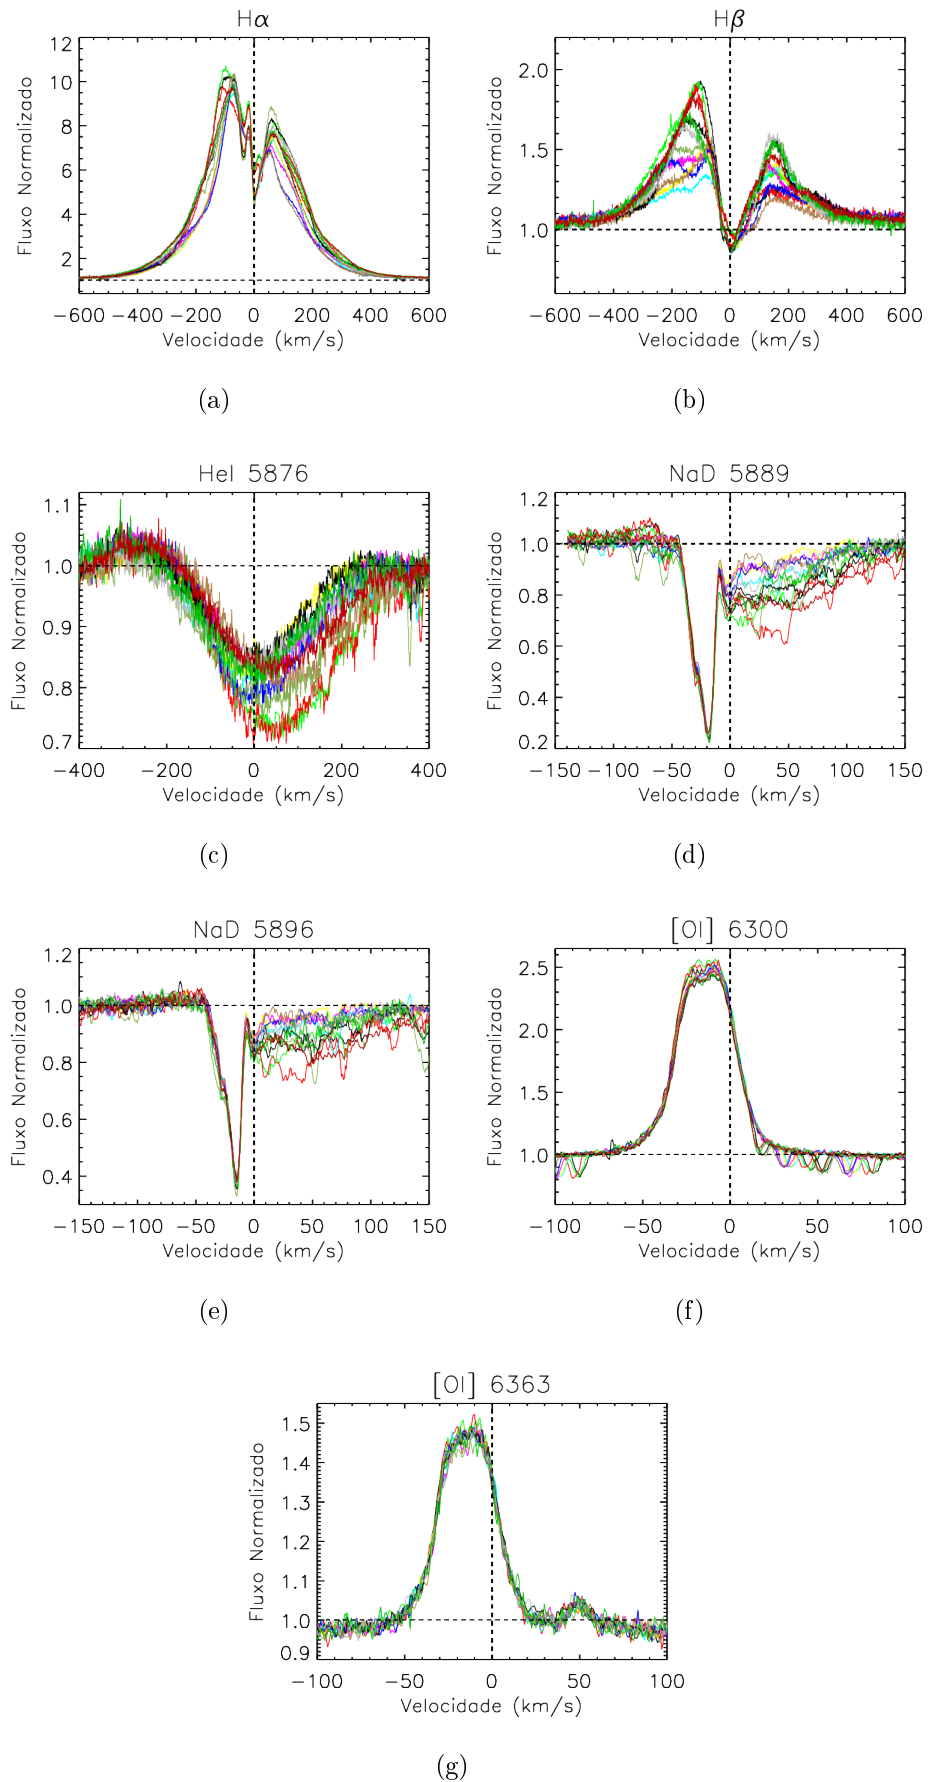 Hα
Fluxo Normalizado
12
10
8
6
4
2
−600 −400 −200 0 200 400 600
Velocidade (km/s)
(a)
Hβ
Fluxo Normalizado
2.0
1.5
1.0
−600 −400 −200 0 200 400 600
Velocidade (km/s)
(b)
HeI 5876
Fluxo Normalizado
1.1
1.0
0.9
0.8
0.7
−400 −200 0 200 400
Velocidade (km/s)
(c)
NaD 5889
Fluxo Normalizado
1.2
1.0
0.8
0.6
0.4
0.2
−150 −100 −50 0 50 100 150
Velocidade (km/s)
(d)
NaD 5896
Fluxo Normalizado
1.2
1.0
0.8
0.6
0.4
−150 −100 −50 0 50 100 150
Velocidade (km/s)
(e)
[OI] 6300
Fluxo Normalizado
2.5
2.0
1.5
1.0
−100 −50 0 50 100
Velocidade (km/s)
(f)
[OI] 6363
Fluxo Normalizado
1.5
1.4
1.3
1.2
1.1
1.0
0.9
−100 −50 0 50 100
Velocidade (km/s)
(g)